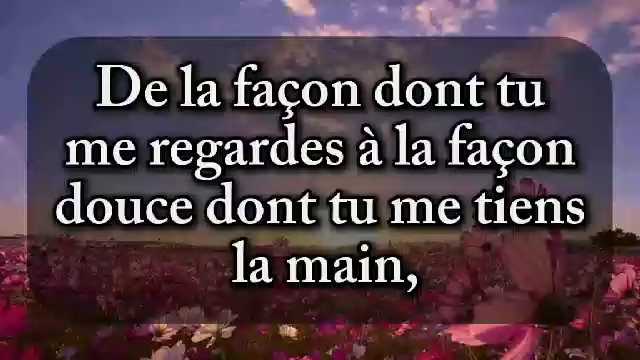 De la façon dont tu
me regardes à la façon
douce dont tu me tiens
la main,